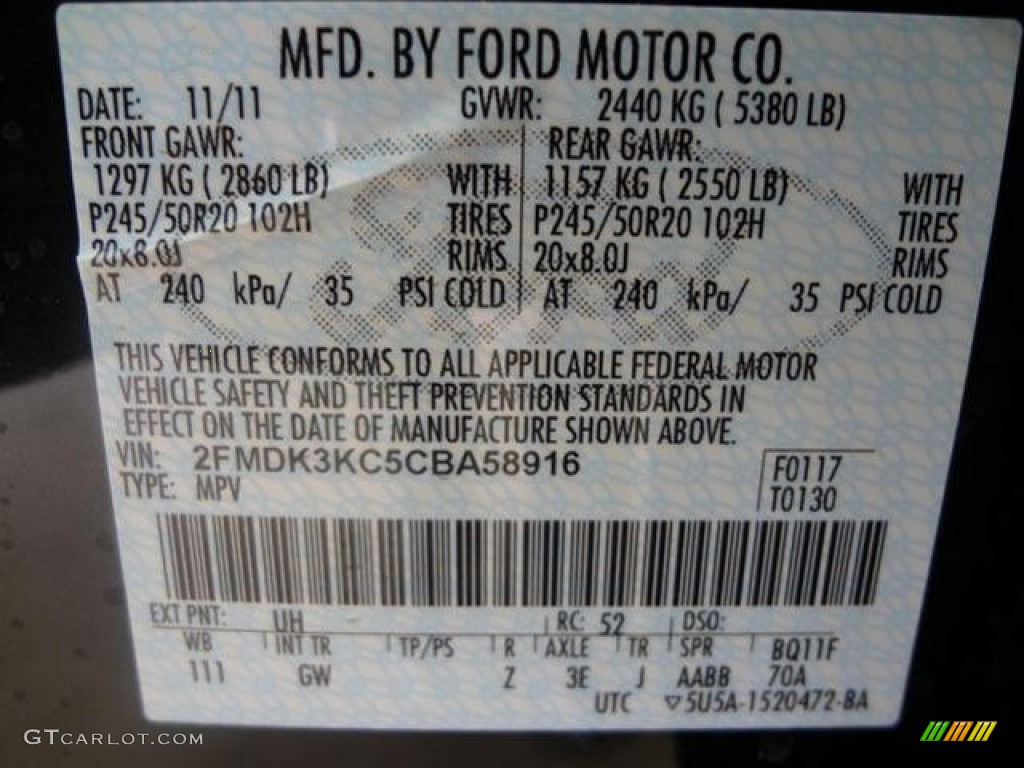 MFD. BY FORD MOTOR CO.
DATE: 11/11 GVWR: 2440 KG ( 5380 LB)
FRONT GAWR: REAR GAWR:
1297 KG ( 2860 LB) WITH 1157 KG ( 2550 LB) WITH
P245/50R20 102H TIRES P245/50R20 102H TIRES
20x8.0J RIMS 20x8.0J RIMS
AT 240 kPa/ 35 PSI COLD AT 240 kPa/ 35 PSI COLD
THIS VEHICLE CONFORMS TO ALL APPLICABLE FEDERAL MOTOR
VEHICLE SAFETY AND THEFT PREVENTION STANDARDS IN
EFFECT ON THE DATE OF MANUFACTURE SHOWN ABOVE.
VIN: 2FMDK3KC5CBA58916 F0117
TYPE: MPV T0130
EXT PNT: UH RC: 52 DSO:
WB INT TR TP/PS R AXLE TR SPR BQ11F
111 GW Z 3E J AABB 70A
UTC ▽5U5A-1520472-BA
GTCARLOT.COM